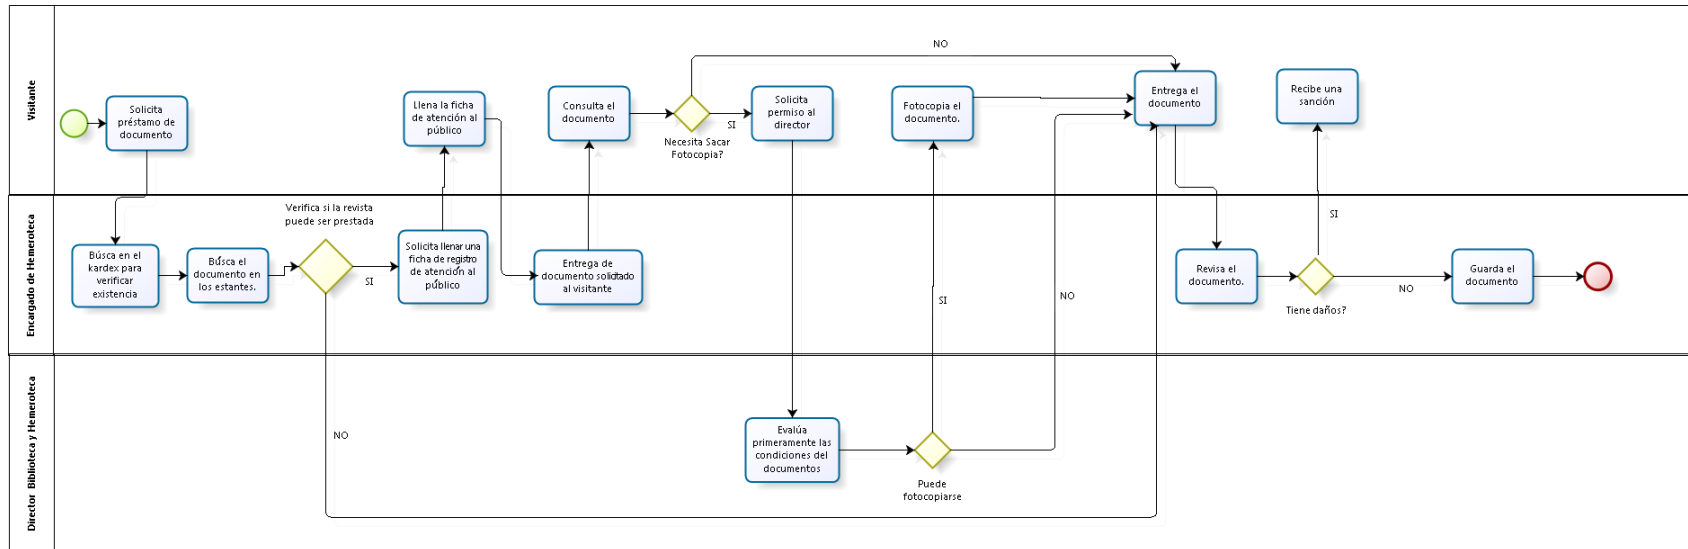 Visitante
Solicita
préstamo de
documento
Llena la ficha
de atención al
público
Consulta el
documento
Necesita Sacar
Fotocopia?
NO
SI
Solicita
permiso al
director
Fotocopia el
documento.
Entrega el
documento
Recibe una
sanción
Encargado de Hemeroteca
Búsca en el
kardex para
verificar
existencia
Búsca el
documento en
los estantes.
Verifica si la revista
puede ser prestada
SI
NO
Solicita llenar una
ficha de registro
de atención al
público
Entrega de
documento solicitado
al visitante
SI
NO
Revisa el
documento.
Tiene daños?
SI
NO
Guarda el
documento
Director Biblioteca y Hemeroteca
Evalúa
primeramente las
condiciones del
documentos
Puede
fotocopiarse